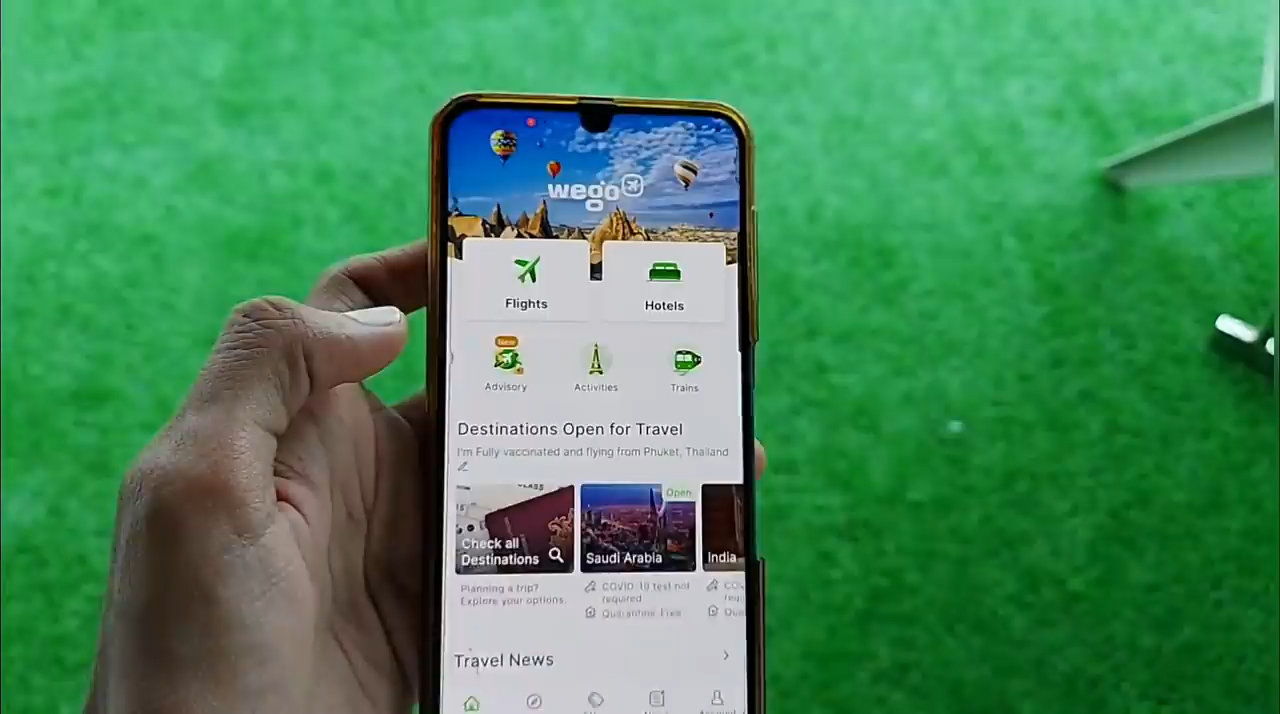 wego
Flights
Hotels
New
Advisory
Activities
Trains
Destinations Open for Travel
I'm Fully vaccinated and flying from Phuket, Thailand
Check all
Destinations
Open
Saudi Arabia
India
Planning a trip?
Explore your options.
COVID-19 test not
required
Quarantine Free
Travel News